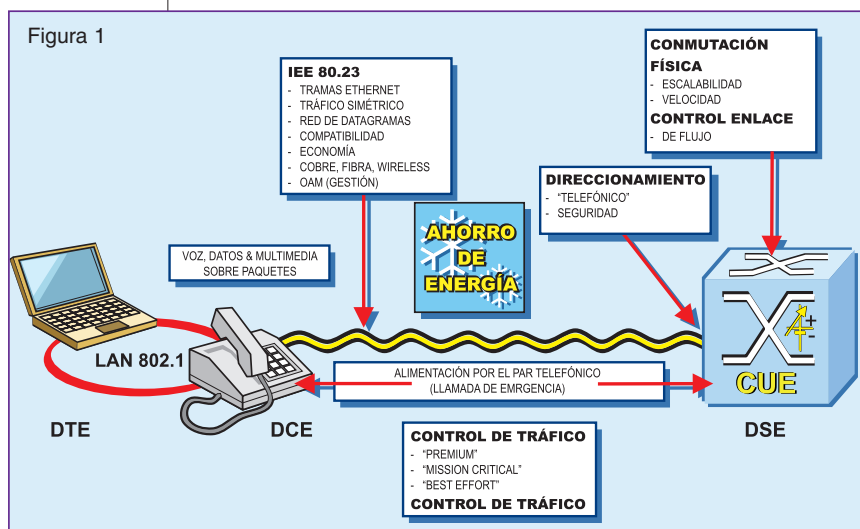 Figura 1
IEE 80.23
- TRAMAS ETHERNET
- TRÁFICO SIMÉTRICO
- RED DE DATAGRAMAS
- COMPATIBILIDAD
- ECONOMÍA
- COBRE, FIBRA, WIRELESS
- OAM (GESTIÓN)
CONMUTACIÓN
FÍSICA
- ESCALABILIDAD
- VELOCIDAD
CONTROL ENLACE
- DE FLUJO
DIRECCIONAMIENTO
- "TELEFÓNICO"
- SEGURIDAD
AHORRO
DE
ENERGÍA
VOZ, DATOS & MULTIMEDIA
SOBRE PAQUETES
LAN 802.1
ALIMENTACIÓN POR EL PAR TELEFÓNICO
(LLAMADA DE EMRGENCIA)
+
-
CUE
DTE
DCE
DSE
CONTROL DE TRÁFICO
- "PREMIUM"
- "MISSION CRITICAL"
- "BEST EFFORT"
CONTROL DE TRÁFICO